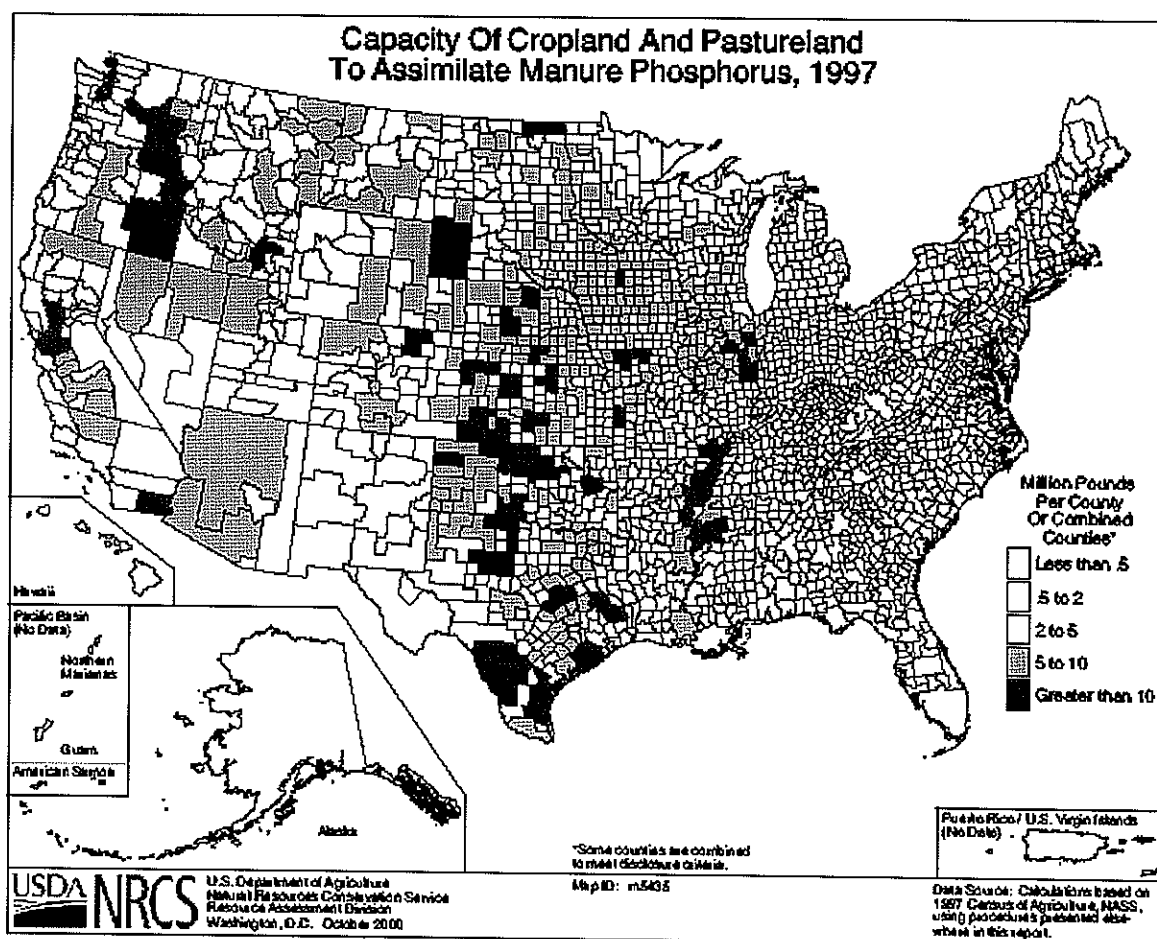 Capacity Of Cropland And Pastureland
To Assimilate Manure Phosphorus, 1997
Million Pounds
Per County
Or Combined
Counties*
Less than .5
.5 to 2
2 to 5
5 to 10
Greater than 10
Hawaii
Pacific Basin
(No Data)
Northern
Marianas
Guam
American Samoa
Alaska
Puerto Rico / U.S. Virgin Islands
(No Data)
*Some counties are combined
to meet disclosure criteria.
Map ID: m5435
USDA NRCS
U.S. Department of Agriculture
Natural Resources Conservation Service
Resource Assessment Division
Washington, D.C. October 2000
Data Source: Calculations based on
1997 Census of Agriculture, NASS,
using procedures presented else-
where in this report.